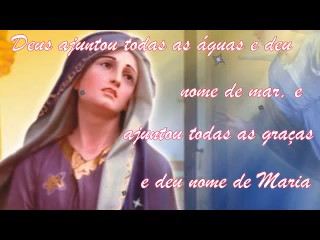 Deus ajuntou todas as águas e deu
nome de mar, e
ajuntou todas as graças
e deu nome de Maria